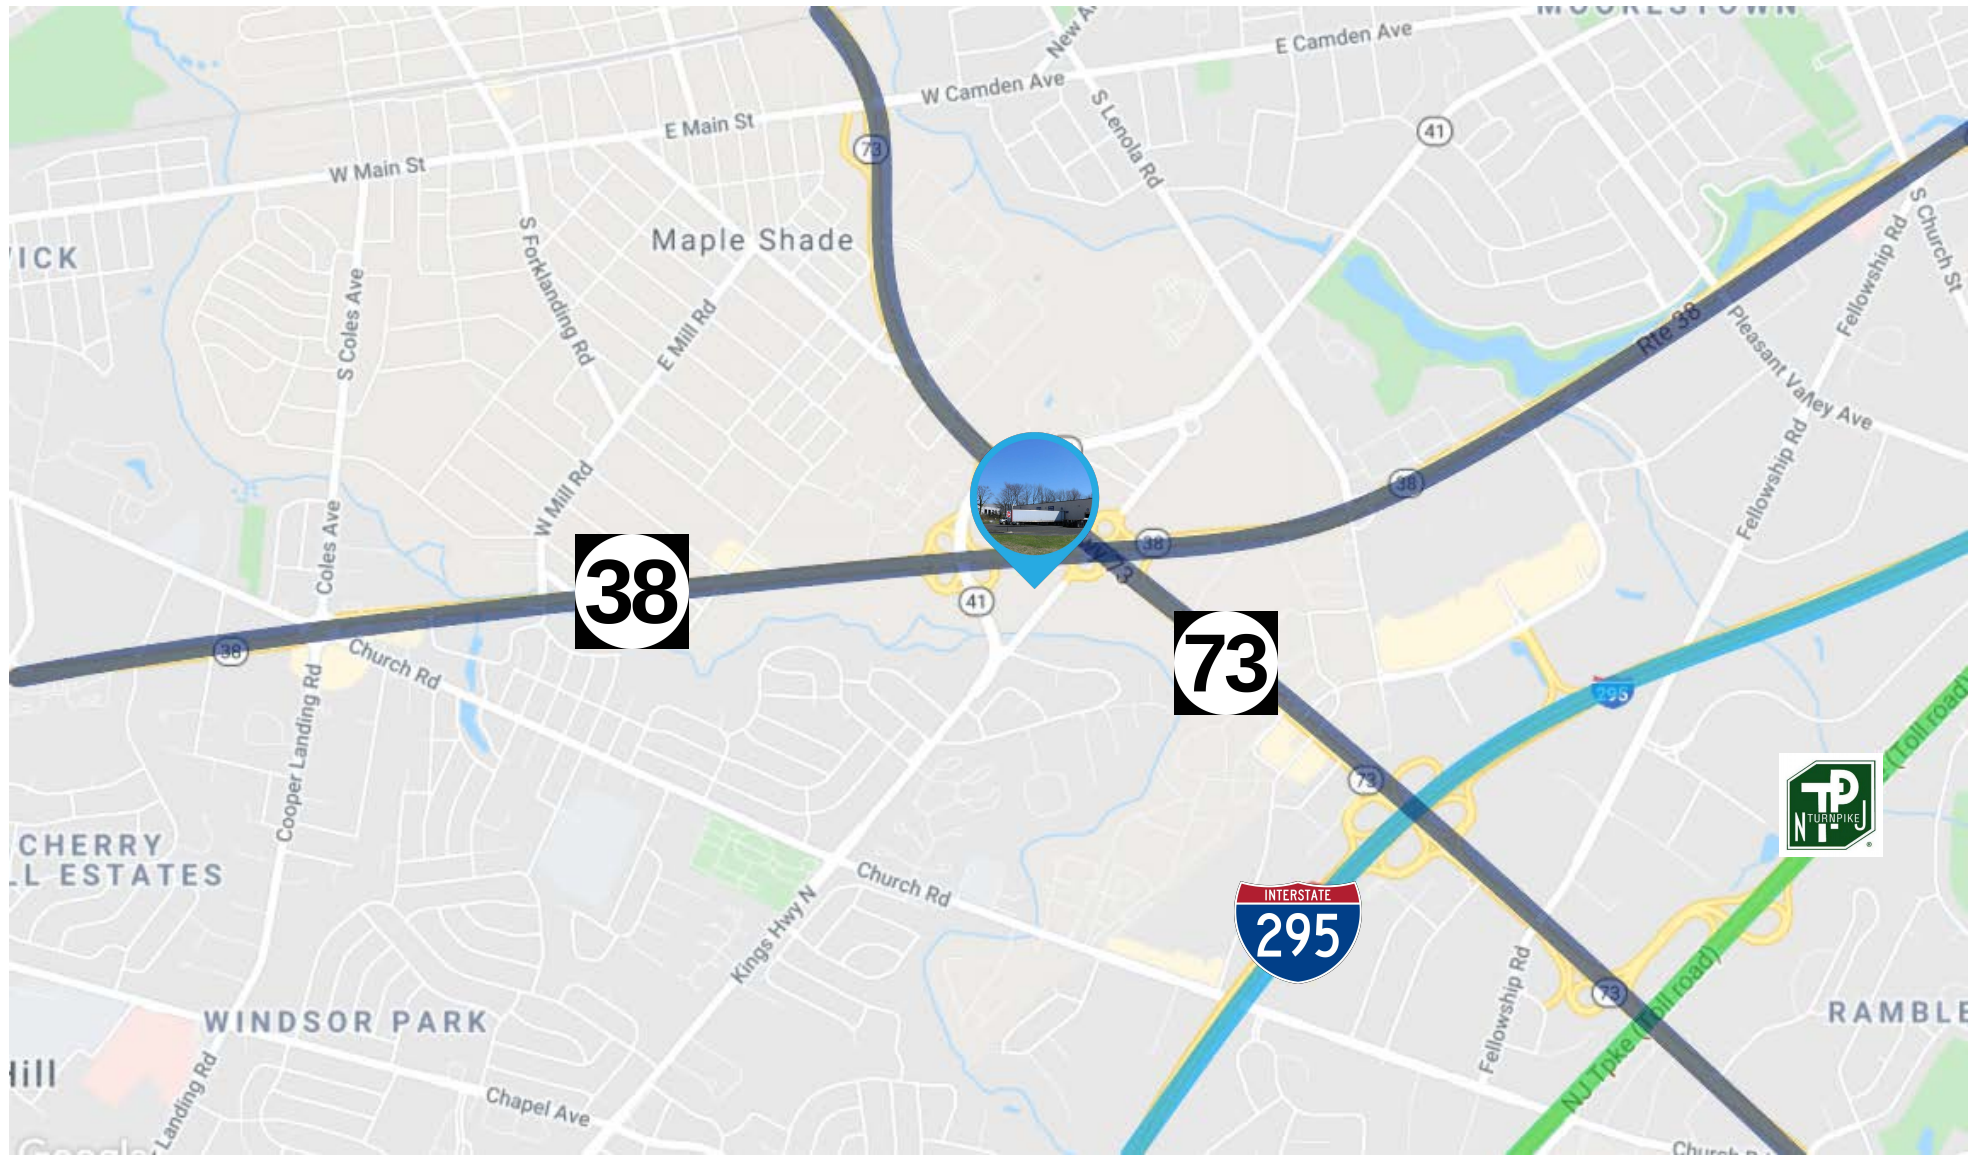 MOORESTOWN
New A
E Camden Ave
W Camden Ave
S Lenola Rd
E Main St
W Main St
73
41
Maple Shade
VICK
S Coles Ave
S Forklanding Rd
E Mill Rd
S Church St
Fellowship Rd
Rte 38
Pleasant Valley Ave
W Mill Rd
Coles Ave
38
Fellowship Rd
38
NJ-73
38
41
38
73
Church Rd
Cooper Landing Rd
295
(Toll road)
73
N TURNPIKE J
TP
®
CHERRY
LL ESTATES
Church Rd
Kings Hwy N
INTERSTATE
295
Fellowship Rd
73
NJ Tpke (Toll road)
WINDSOR PARK
RAMBLE
Hill
Landing Rd
Chapel Ave
Google
Church R